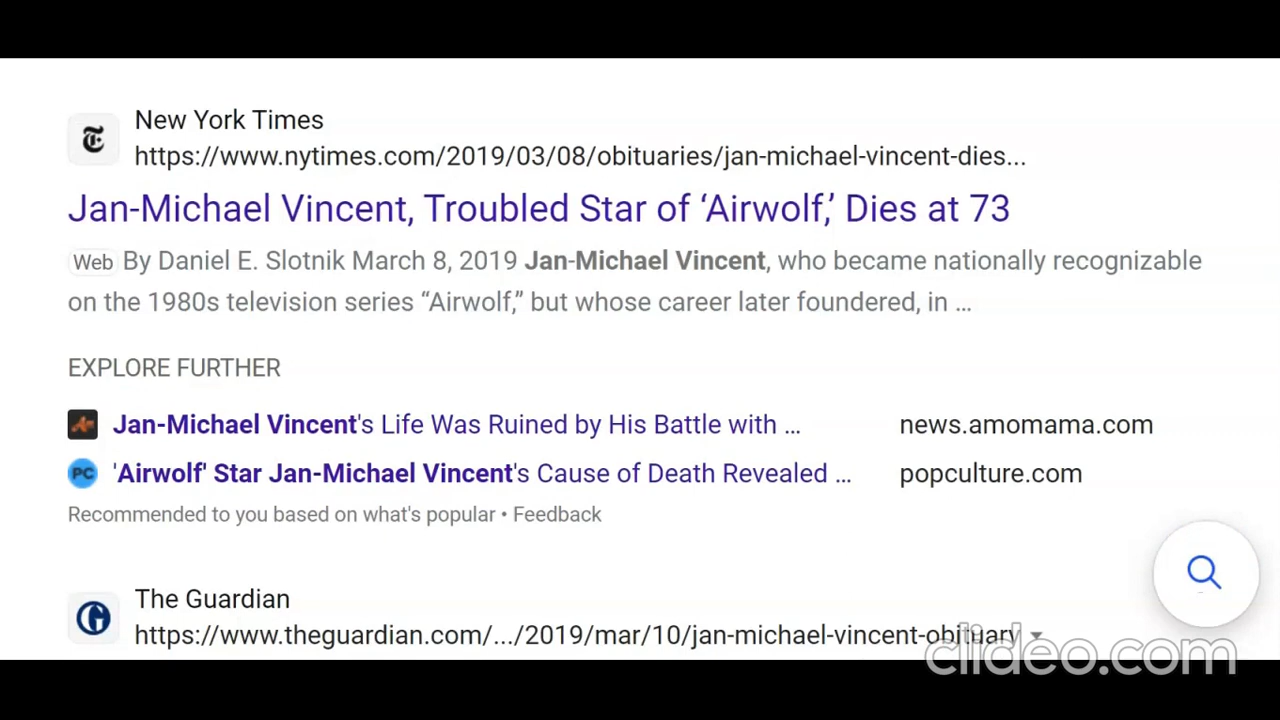 New York Times
https://www.nytimes.com/2019/03/08/obituaries/jan-michael-vincent-dies...
Jan-Michael Vincent, Troubled Star of ‘Airwolf,’ Dies at 73
Web By Daniel E. Slotnik March 8, 2019 Jan-Michael Vincent, who became nationally recognizable
on the 1980s television series “Airwolf,” but whose career later foundered, in ...
EXPLORE FURTHER
Jan-Michael Vincent's Life Was Ruined by His Battle with ... news.amomama.com
'Airwolf' Star Jan-Michael Vincent's Cause of Death Revealed ... popculture.com
Recommended to you based on what's popular • Feedback
The Guardian
https://www.theguardian.com/.../2019/mar/10/jan-michael-vincent-obituary
clideo.com